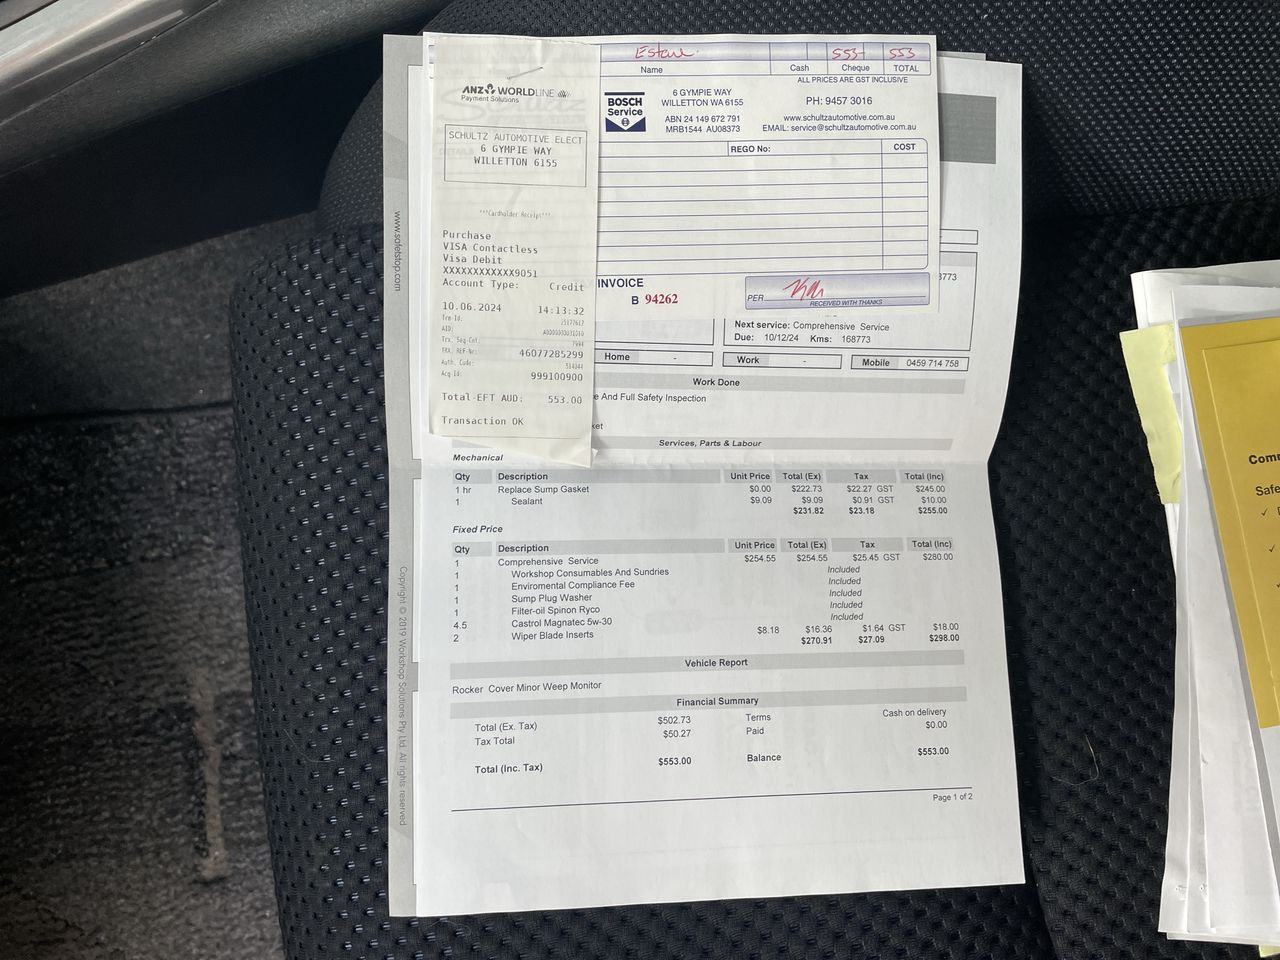 553 553
Name Cash Cheque TOTAL
ALL PRICES ARE GST INCLUSIVE
BOSCH
Service
6 GYMPIE WAY
WILLETTON WA 6155
ABN 24 149 672 791
MRB1544 AU08373
PH: 9457 3016
www.schultzautomotive.com.au
EMAIL: service@schultzautomotive.com.au
REGO No: COST
INVOICE
B 94262
PER
RECEIVED WITH THANKS
ANZ WORLDLINE
Payment Solutions
SCHULTZ AUTOMOTIVE ELECT
6 GYMPIE WAY
WILLETTON 6155
***Cardholder Receipt***
Purchase
VISA Contactless
Visa Debit
XXXXXXXXXXXX9051
Account Type: Credit
10.06.2024 14:13:32
Trm-Id:
AID:
46077285299
Auth. Code:
Acq-Id: 999100900
Total-EFT AUD: 553.00
Transaction OK
3773
Next service: Comprehensive Service
Due: 10/12/24 Kms: 168773
Home - Work - Mobile 0459 714 758
Work Done
e And Full Safety Inspection
ket
Services, Parts & Labour
Mechanical
Qty Description Unit Price Total (Ex) Tax Total (Inc)
1 hr Replace Sump Gasket $0.00 $222.73 $22.27 GST $245.00
1 Sealant $9.09 $9.09 $0.91 GST $10.00
$231.82 $23.18 $255.00
Fixed Price
Qty Description Unit Price Total (Ex) Tax Total (Inc)
1 Comprehensive Service $254.55 $254.55 $25.45 GST $280.00
1 Workshop Consumables And Sundries Included
1 Enviromental Compliance Fee Included
1 Sump Plug Washer Included
1 Filter-oil Spinon Ryco Included
4.5 Castrol Magnatec 5w-30 Included
2 Wiper Blade Inserts $8.18 $16.36 $1.64 GST $18.00
$270.91 $27.09 $298.00
Vehicle Report
Rocker Cover Minor Weep Monitor
Financial Summary
Total (Ex. Tax) $502.73 Terms Cash on delivery
Tax Total $50.27 Paid $0.00
Total (Inc. Tax) $553.00 Balance $553.00
Page 1 of 2
www.safetstop.com
Copyright © 2019 Workshop Solutions Pty Ltd. All rights reserved
Com
Safe